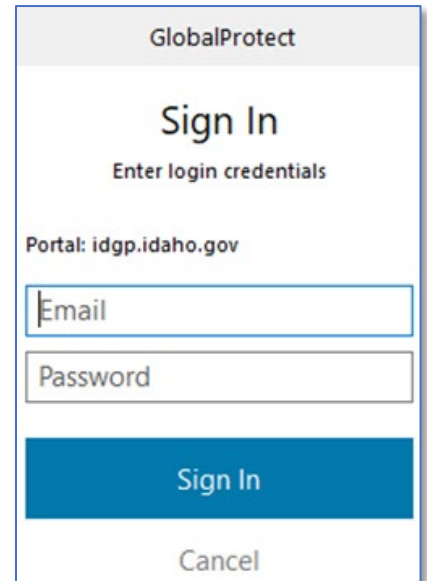 GlobalProtect
Sign In
Enter login credentials
Portal: idgp.idaho.gov
Email
Password
Sign In
Cancel